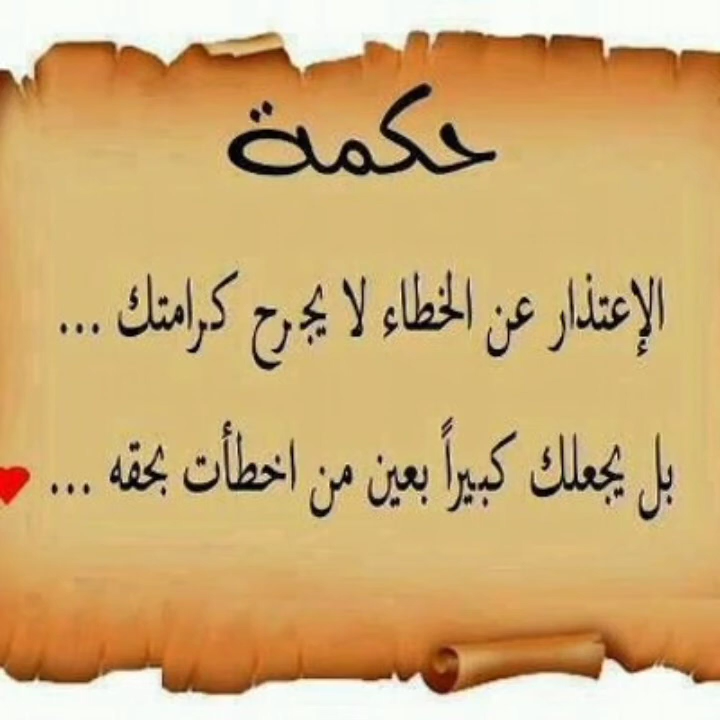 حكمة
الإعتذار عن الخطاء لا يجرح كرامتك ...
بل يجعلك كبيراً بعين من اخطأت بحقه ...